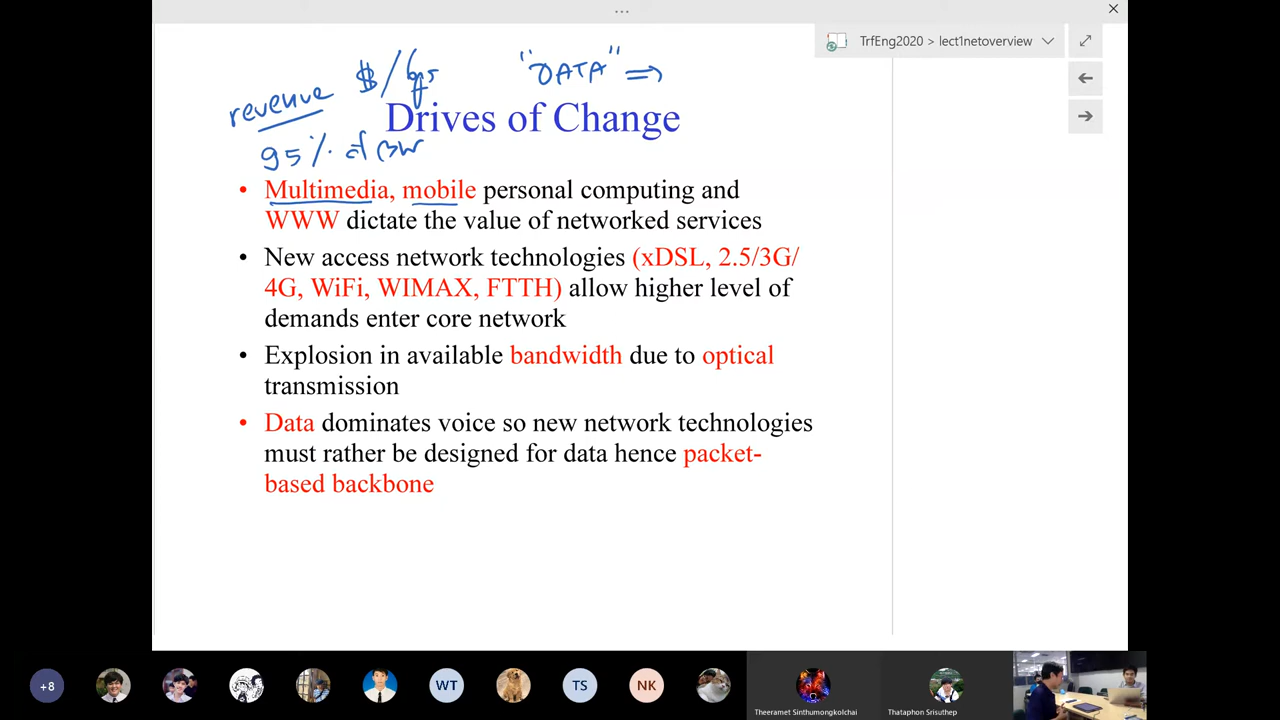 ...
TrfEng2020 > lect1netoverview
$/bps
"DATA" ⇒
revenue
Drives of Change
95% of BW
• Multimedia, mobile personal computing and
WWW dictate the value of networked services
• New access network technologies (xDSL, 2.5/3G/
4G, WiFi, WIMAX, FTTH) allow higher level of
demands enter core network
• Explosion in available bandwidth due to optical
transmission
• Data dominates voice so new network technologies
must rather be designed for data hence packet-
based backbone
+8
WT
TS
NK
Theeramet Sinthumongkolchai
Thataphon Srisuthep